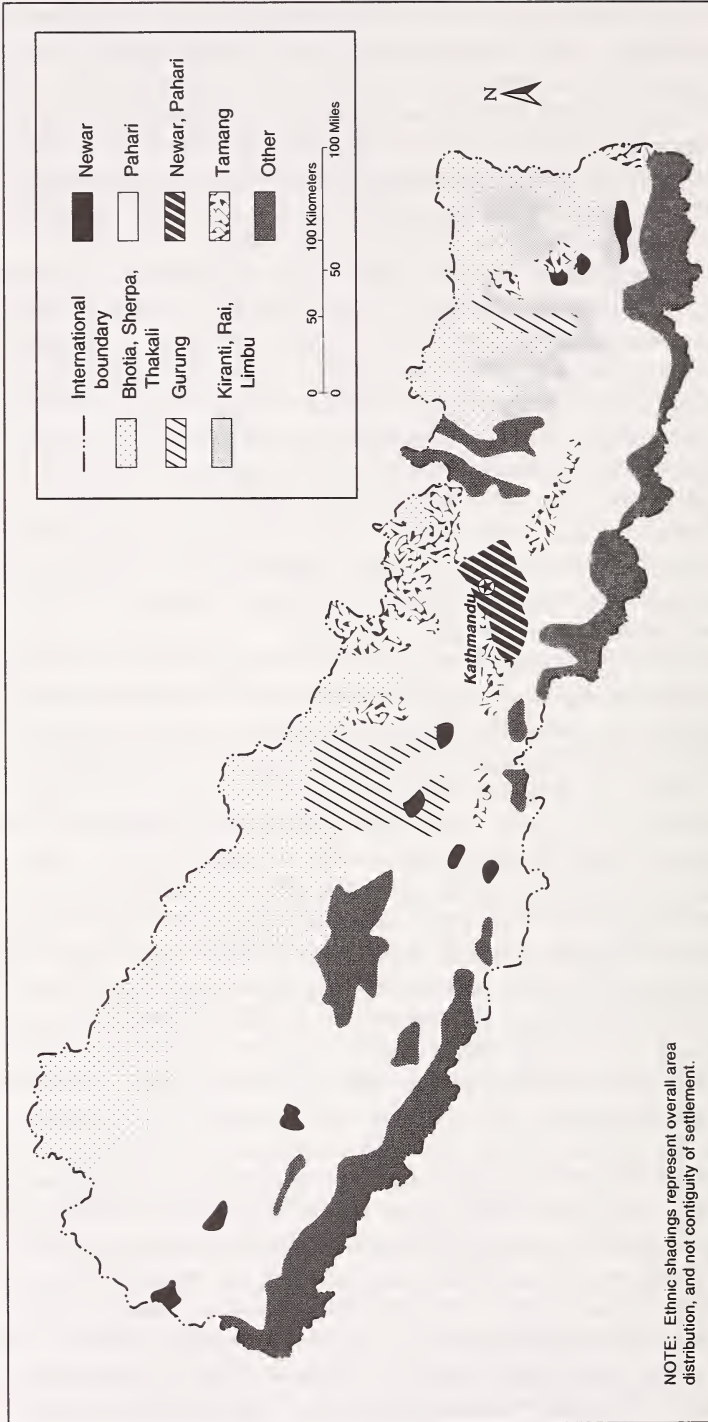 International
boundary
Bhotia, Sherpa,
Thakali
Gurung
Kiranti, Rai,
Limbu
Newar
Pahari
Newar, Pahari
Tamang
Other
0 50 100 Kilometers
0 50 100 Miles
N
Kathmandu
NOTE: Ethnic shadings represent overall area
distribution, and not contiguity of settlement.